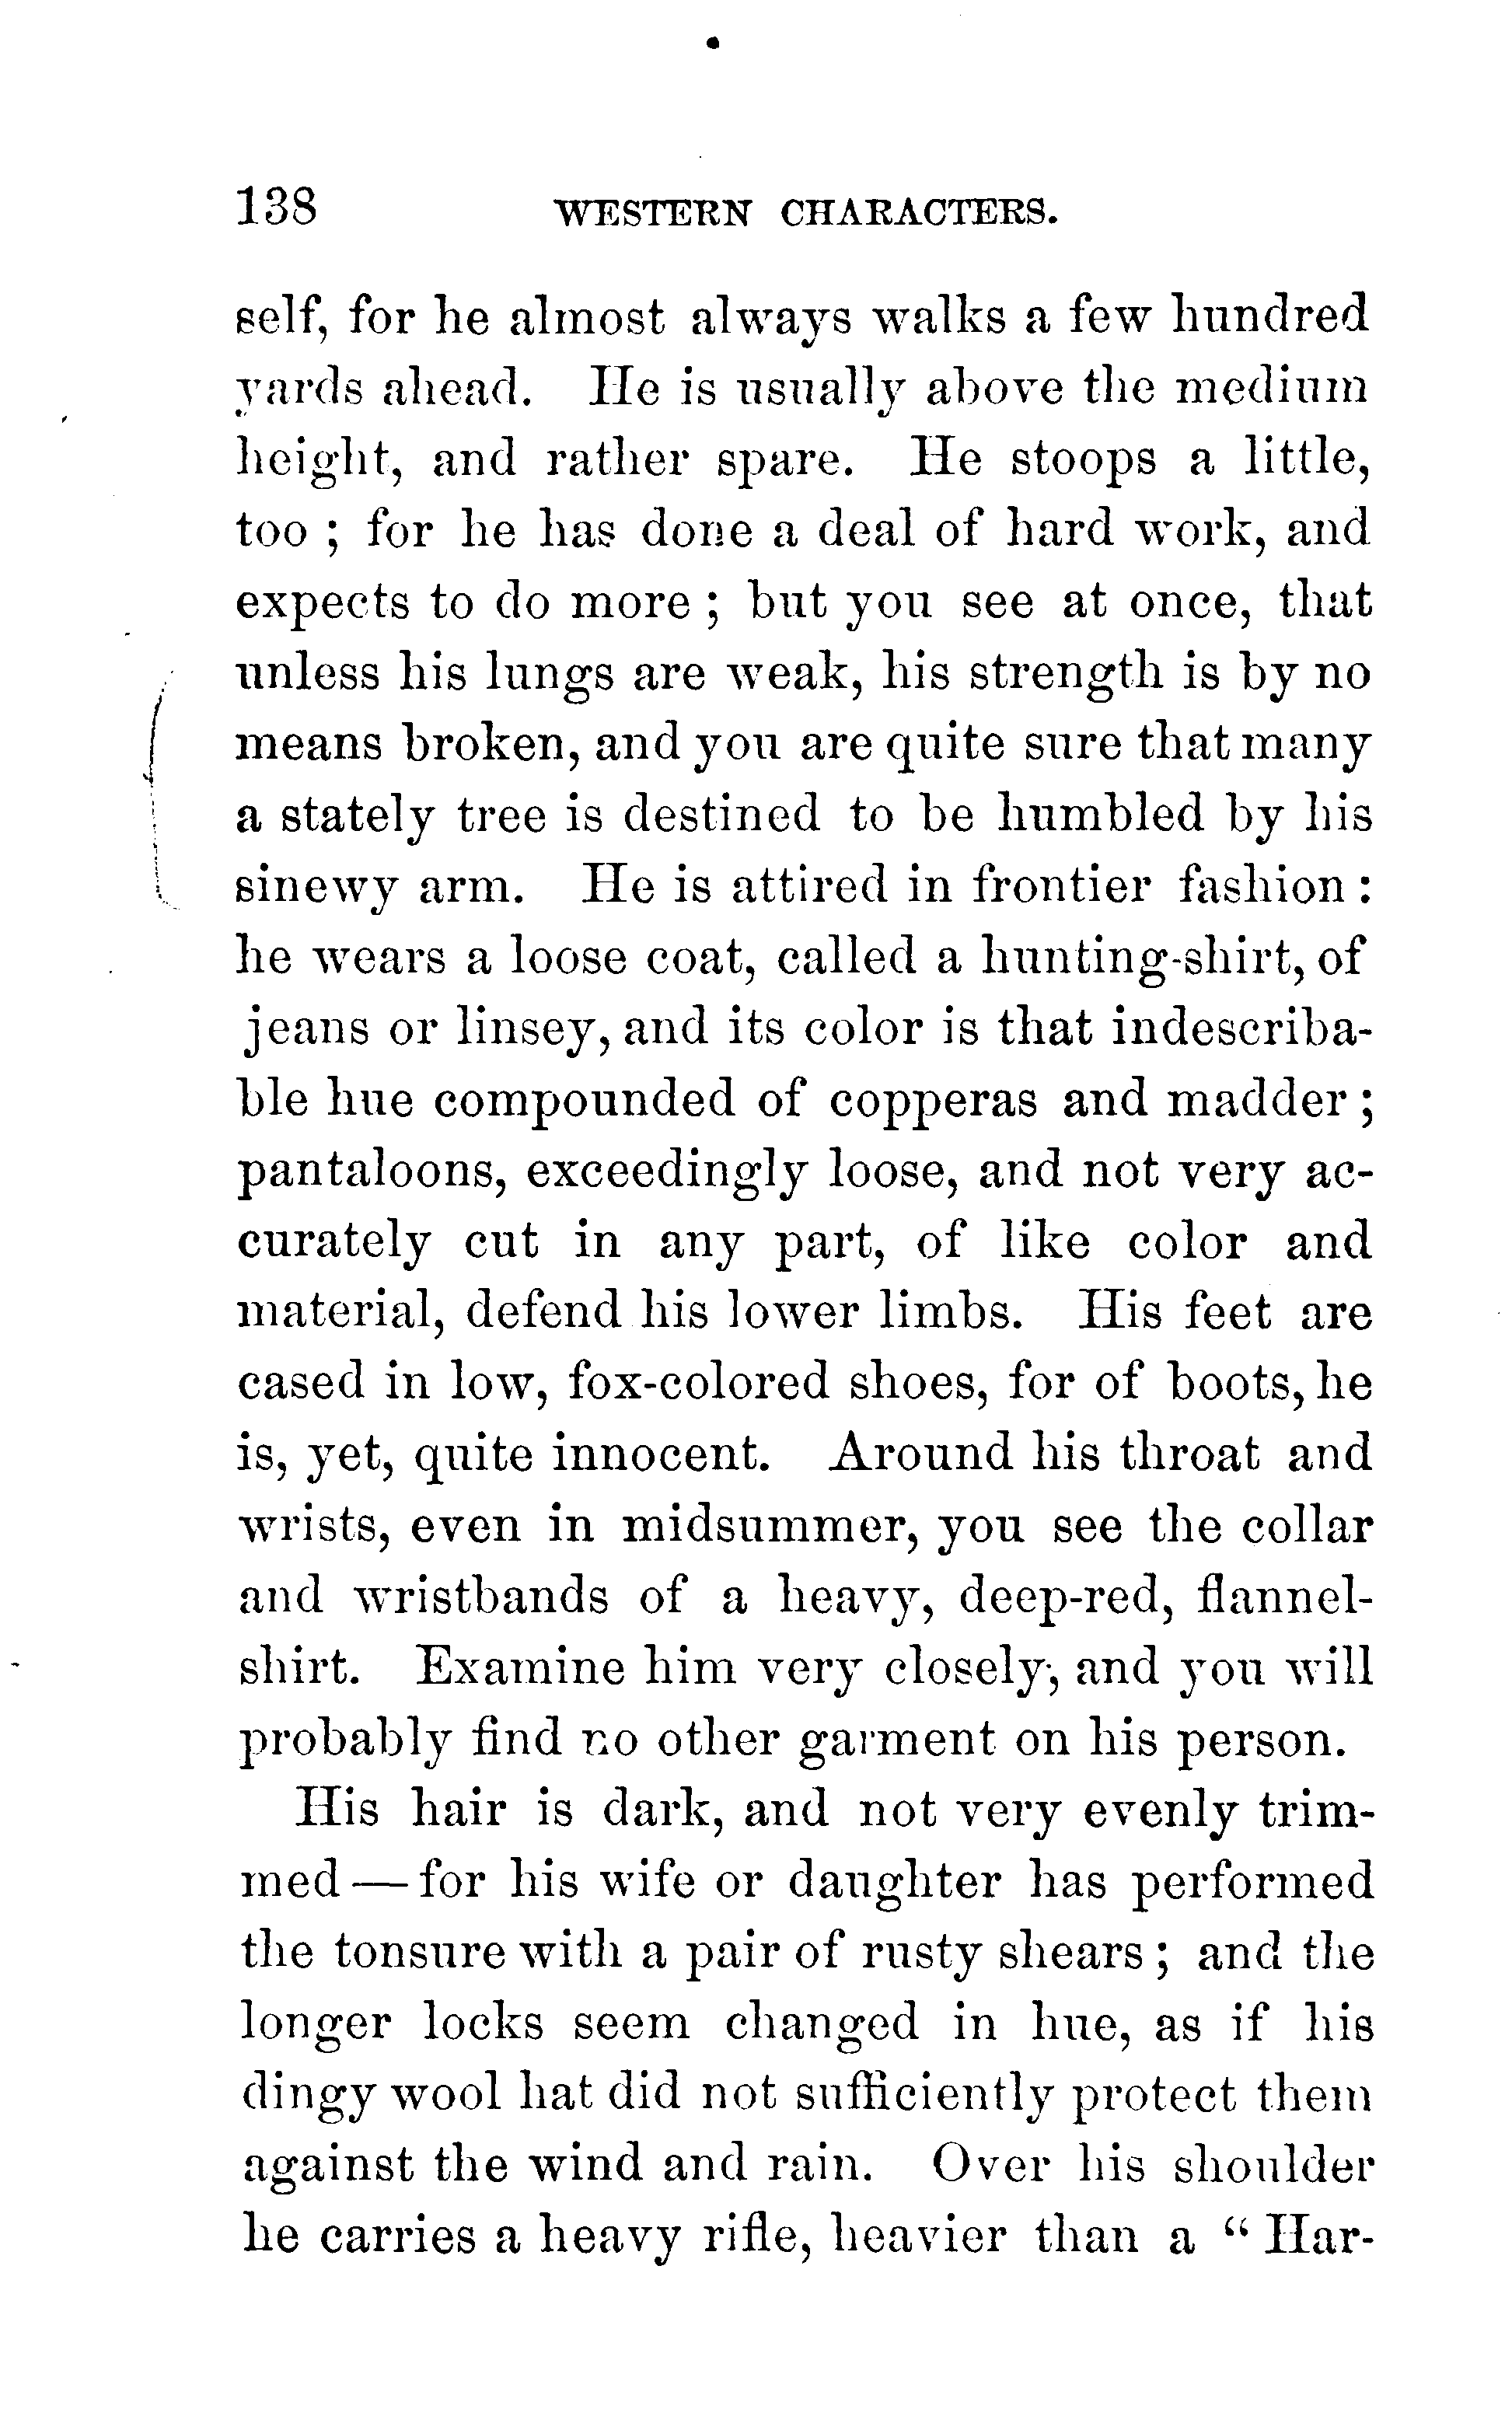 138 WESTERN CHARACTERS.
self, for he almost always walks a few hundred
yards ahead. He is usually above the medium
height, and rather spare. He stoops a little,
too ; for he has done a deal of hard work, and
expects to do more ; but you see at once, that
unless his lungs are weak, his strength is by no
means broken, and you are quite sure that many
a stately tree is destined to be humbled by his
sinewy arm. He is attired in frontier fashion :
he wears a loose coat, called a hunting-shirt, of
jeans or linsey, and its color is that indescriba-
ble hue compounded of copperas and madder ;
pantaloons, exceedingly loose, and not very ac-
curately cut in any part, of like color and
material, defend his lower limbs. His feet are
cased in low, fox-colored shoes, for of boots, he
is, yet, quite innocent. Around his throat and
wrists, even in midsummer, you see the collar
and wristbands of a heavy, deep-red, flannel-
shirt. Examine him very closely, and you will
probably find no other garment on his person.
His hair is dark, and not very evenly trim-
med — for his wife or daughter has performed
the tonsure with a pair of rusty shears ; and the
longer locks seem changed in hue, as if his
dingy wool hat did not sufficiently protect them
against the wind and rain. Over his shoulder
he carries a heavy rifle, heavier than a “ Har-